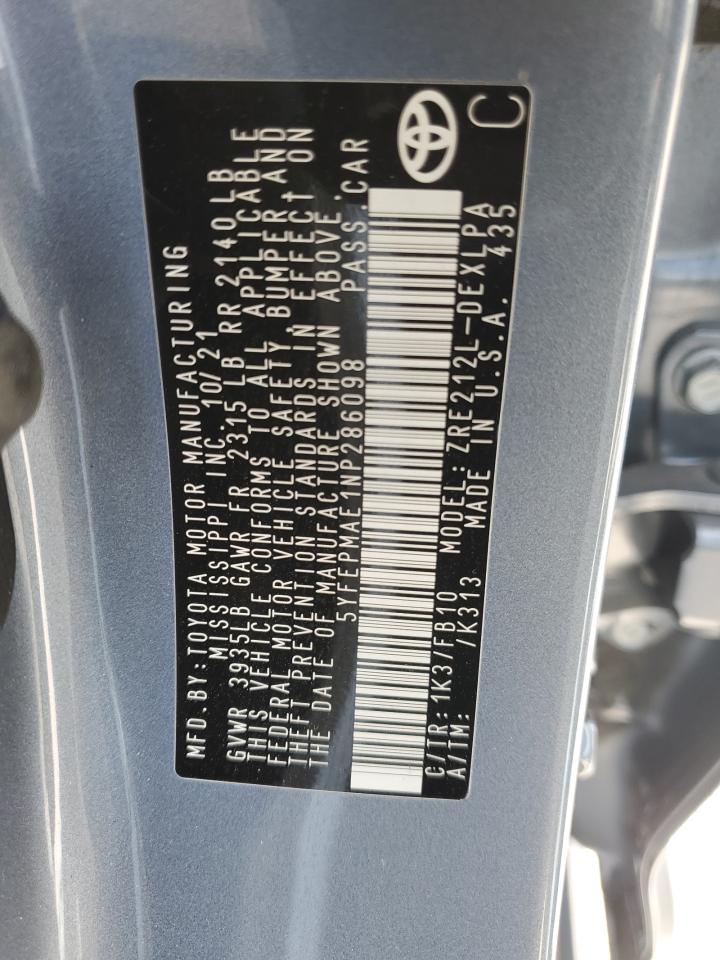 MFD.BY:TOYOTA MOTOR MANUFACTURING
MISSISSIPPI INC. 10/21
GVWR 3935LB GAWR FR 2315 LB RR 2140 LB
THIS VEHICLE CONFORMS TO ALL APPLICABLE
FEDERAL MOTOR VEHICLE SAFETY, BUMPER, AND
THEFT PREVENTION STANDARDS IN EFFECT ON
THE DATE OF MANUFACTURE SHOWN ABOVE.
5YFEPMAE1NP286098 PASS.CAR
C/TR: 1K3/FB10 MODEL: ZRE212L-DEXLPA
A/TM: /K313 MADE IN U.S.A. 435
C